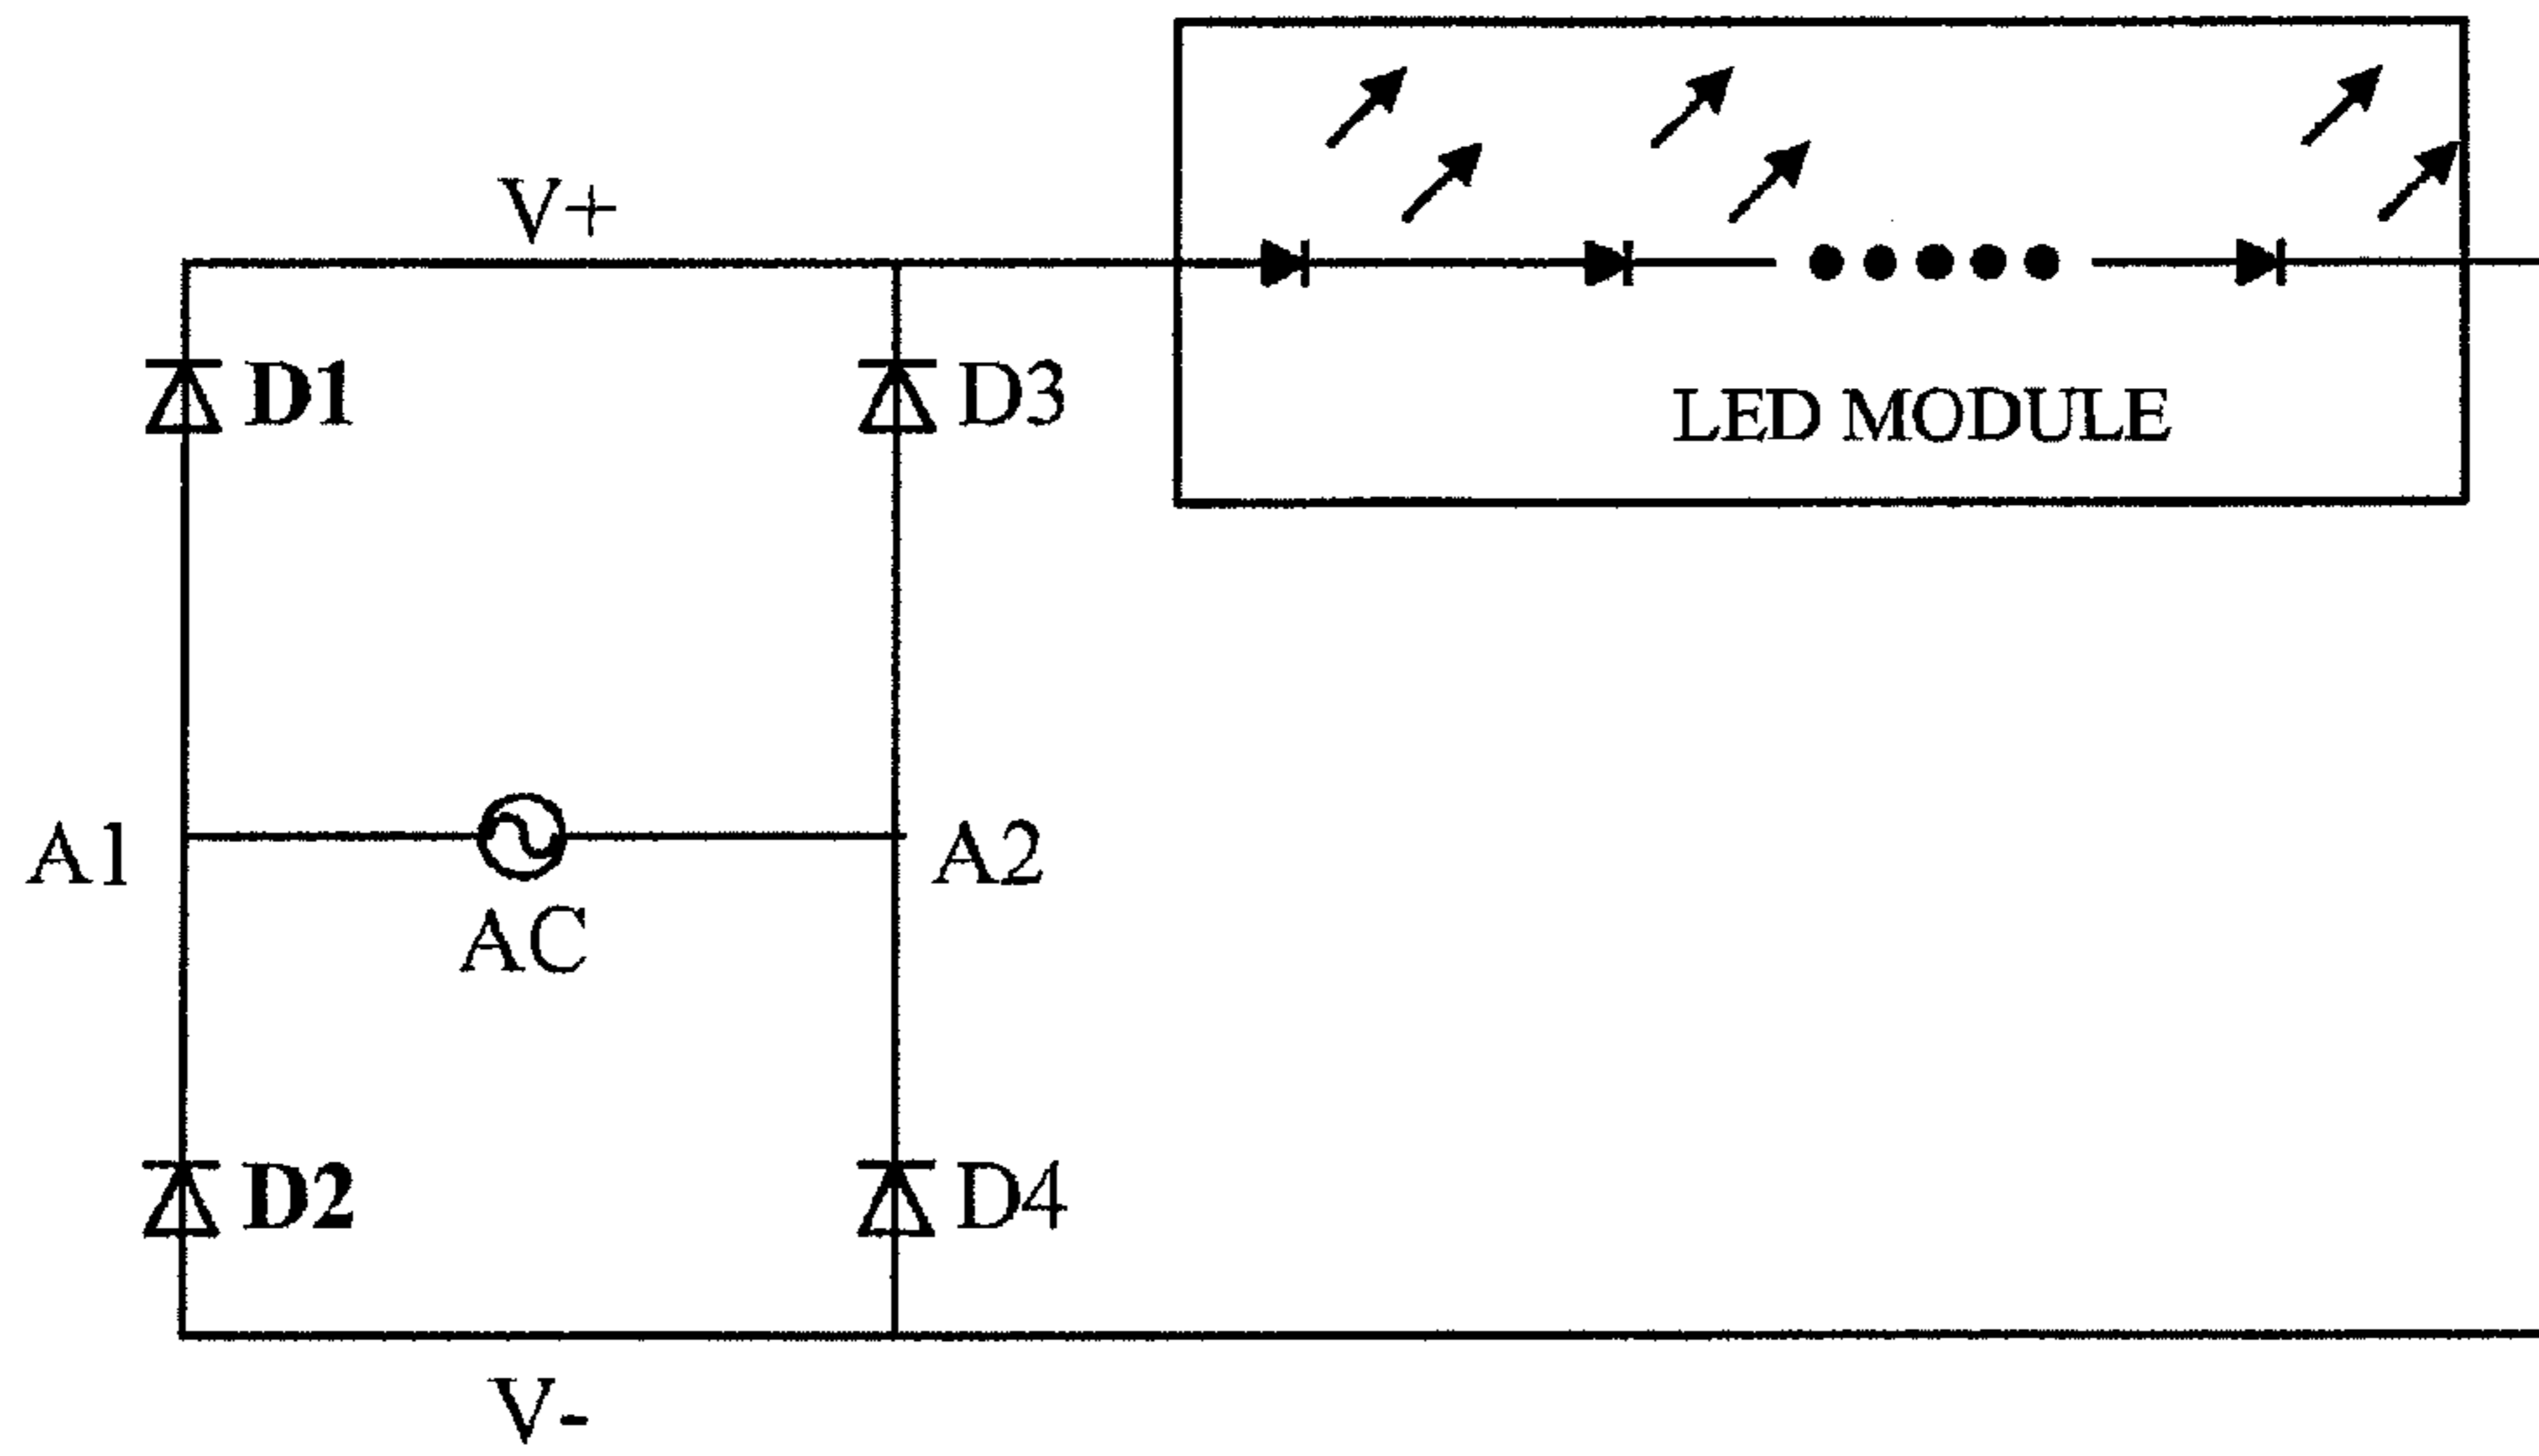 V+
D1
D3
LED MODULE
A1
A2
AC
D2
D4
V-